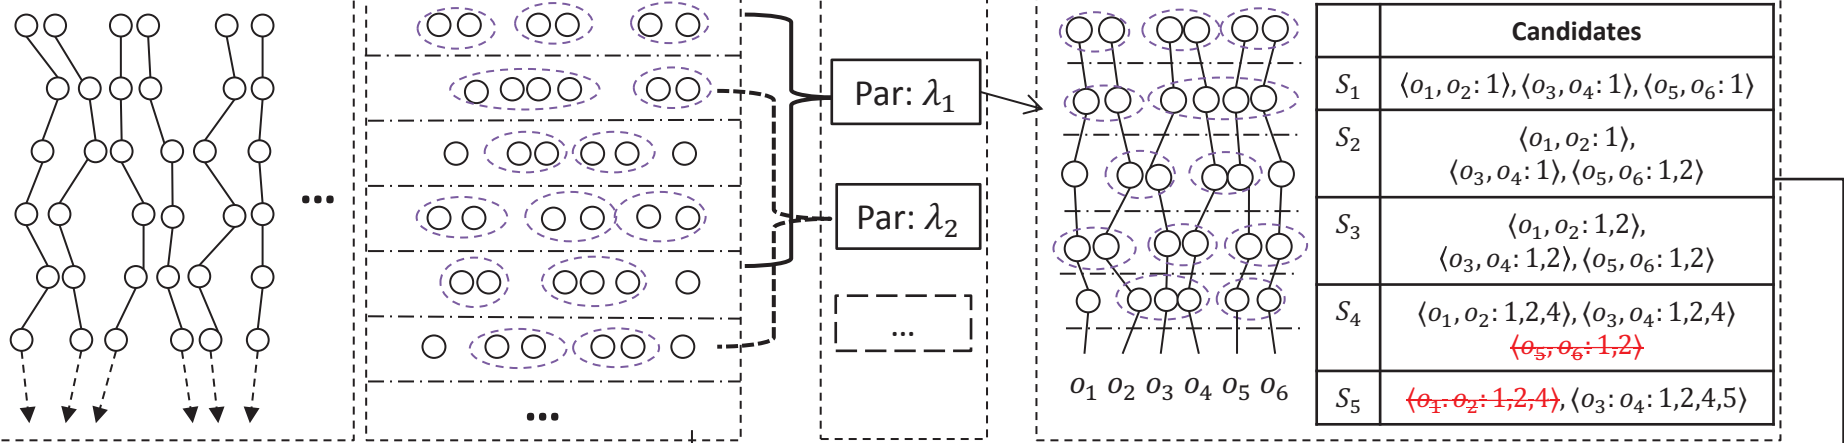 ...
...
Par: λ₁
Par: λ₂
...
o₁ o₂ o₃ o₄ o₅ o₆
Candidates
S₁ ⟨o₁, o₂: 1⟩, ⟨o₃, o₄: 1⟩, ⟨o₅, o₆: 1⟩
S₂ ⟨o₁, o₂: 1⟩,
⟨o₃, o₄: 1⟩, ⟨o₅, o₆: 1,2⟩
S₃ ⟨o₁, o₂: 1,2⟩,
⟨o₃, o₄: 1,2⟩, ⟨o₅, o₆: 1,2⟩
S₄ ⟨o₁, o₂: 1,2,4⟩, ⟨o₃, o₄: 1,2,4⟩
⟨o₅, o₆: 1,2⟩
S₅ ⟨o₁: o₂: 1,2,4⟩, ⟨o₃: o₄: 1,2,4,5⟩